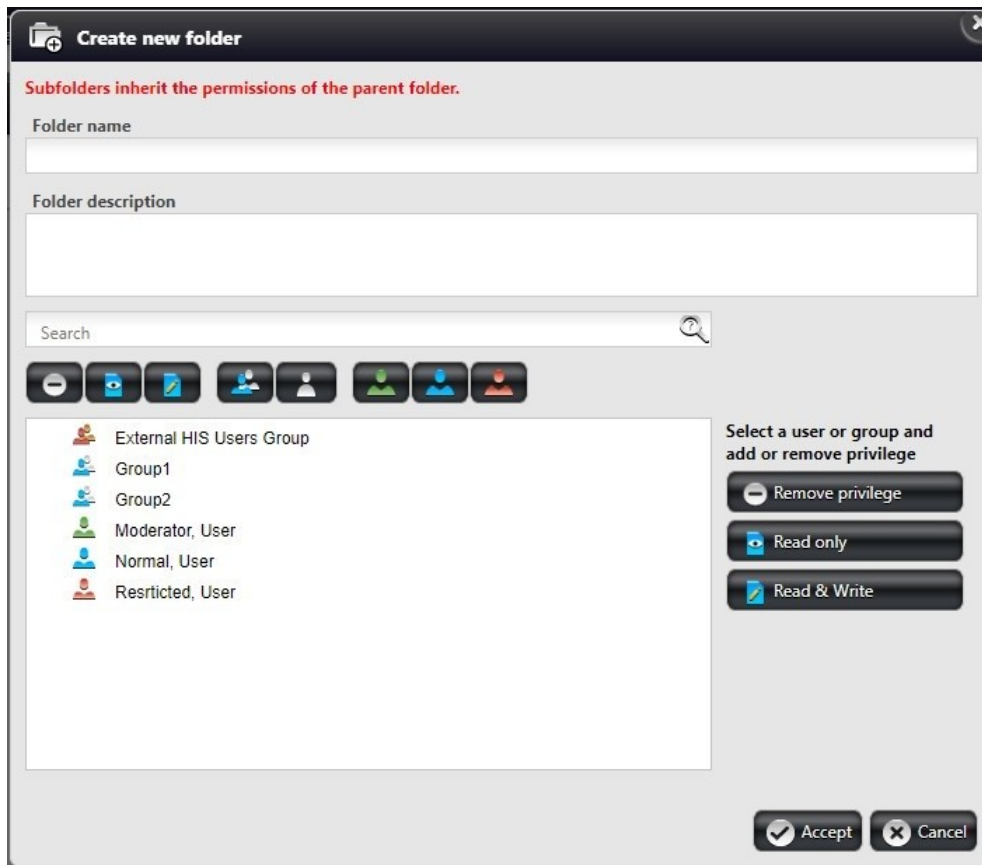 Create new folder
Subfolders inherit the permissions of the parent folder.
Folder name
Folder description
Search
External HIS Users Group
Group1
Group2
Moderator, User
Normal, User
Resrticted, User
Select a user or group and
add or remove privilege
Remove privilege
Read only
Read & Write
Accept
Cancel